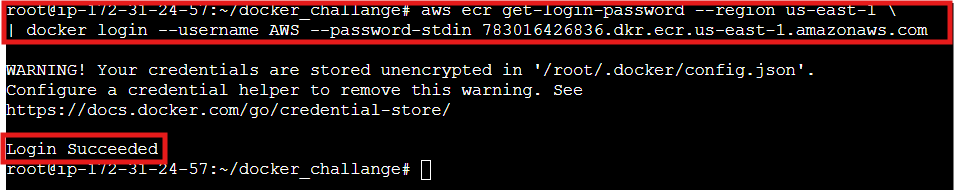 root@ip-172-31-24-57:~/docker_challange# aws ecr get-login-password --region us-east-1 \
| docker login --username AWS --password-stdin 783016426836.dkr.ecr.us-east-1.amazonaws.com
WARNING! Your credentials are stored unencrypted in '/root/.docker/config.json'.
Configure a credential helper to remove this warning. See
https://docs.docker.com/go/credential-store/
Login Succeeded
root@ip-172-31-24-57:~/docker_challange#